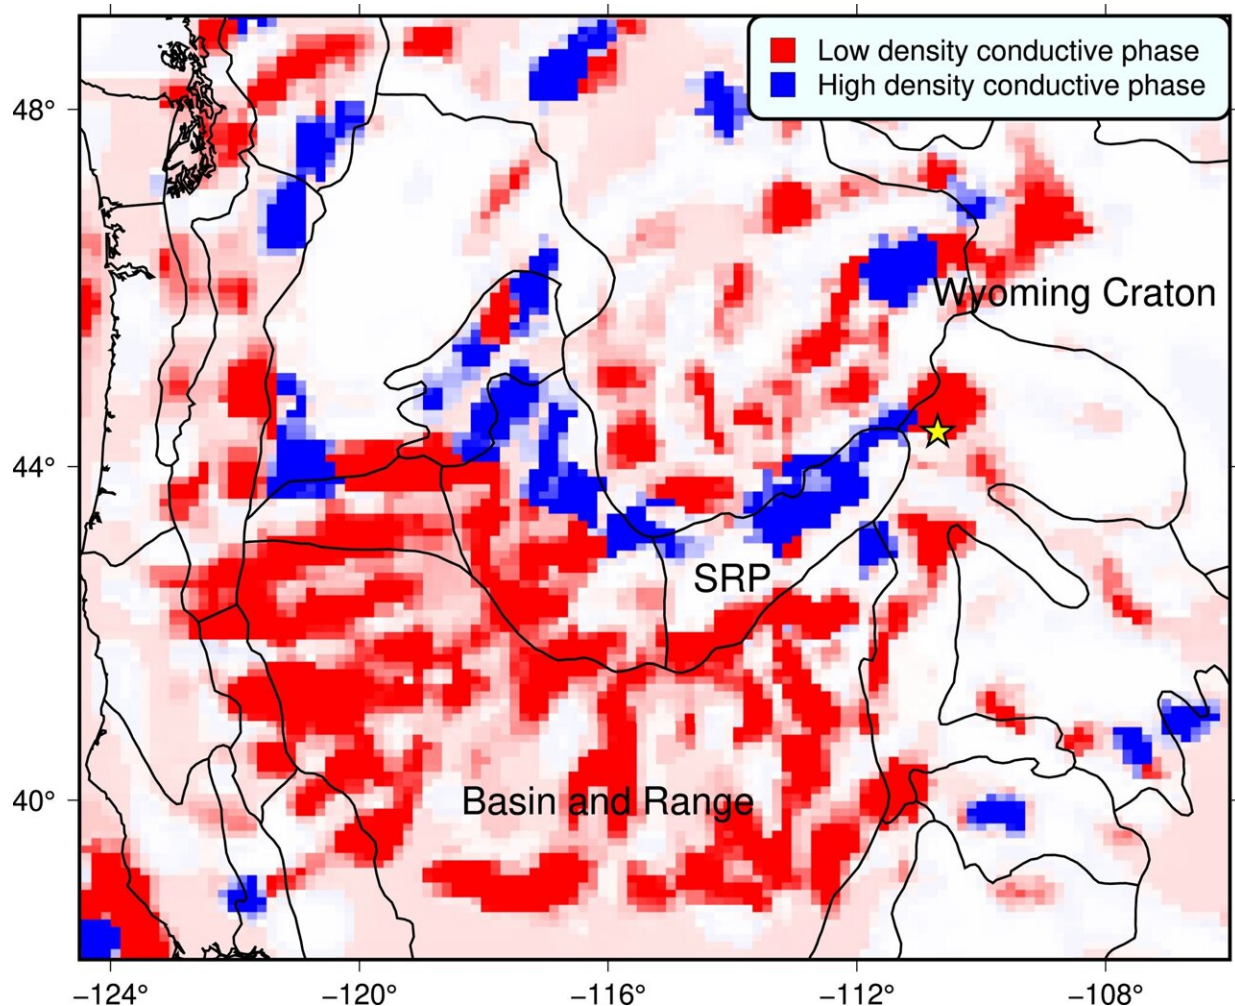 Low density conductive phase
High density conductive phase
48°
Wyoming Craton
44°
SRP
40°
Basin and Range
−124°
−120°
−116°
−112°
−108°